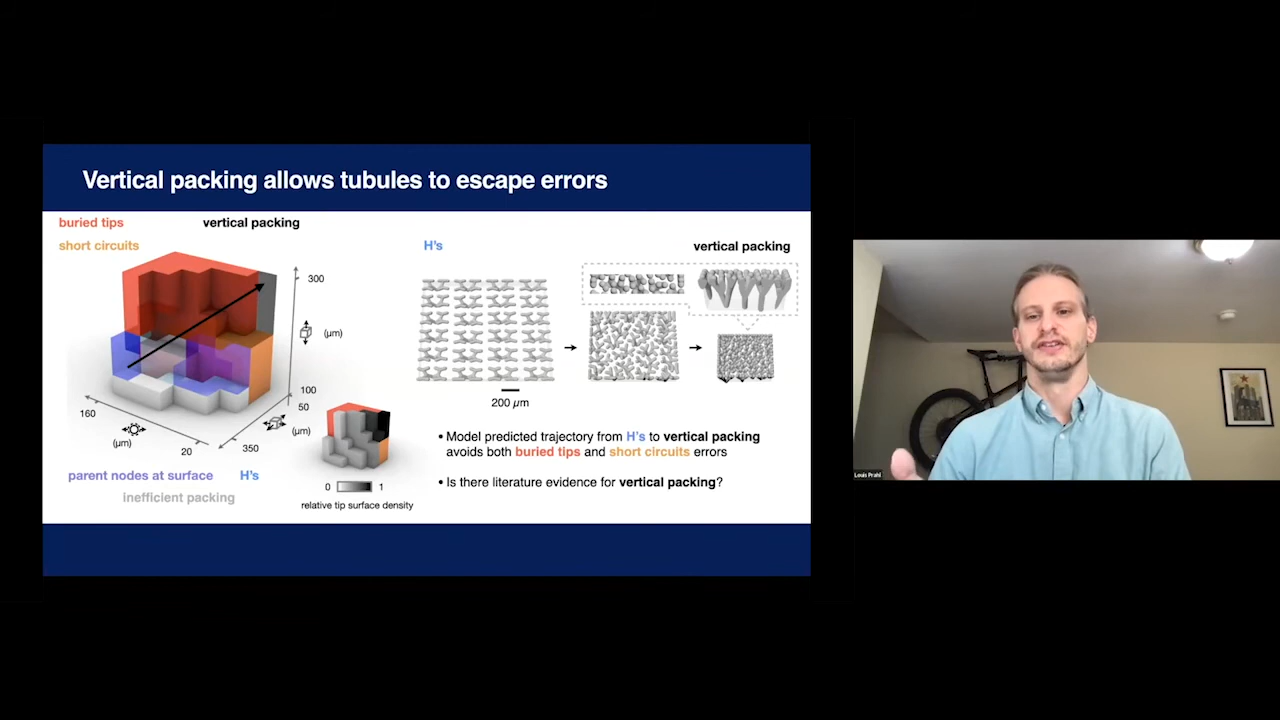 Vertical packing allows tubules to escape errors
buried tips
vertical packing
short circuits
300
(µm)
100
50
(µm)
350
160
(µm)
20
parent nodes at surface
H's
inefficient packing
0
1
relative tip surface density
H's
vertical packing
200 µm
• Model predicted trajectory from H's to vertical packing
avoids both buried tips and short circuits errors
• Is there literature evidence for vertical packing?
Louis Prahl